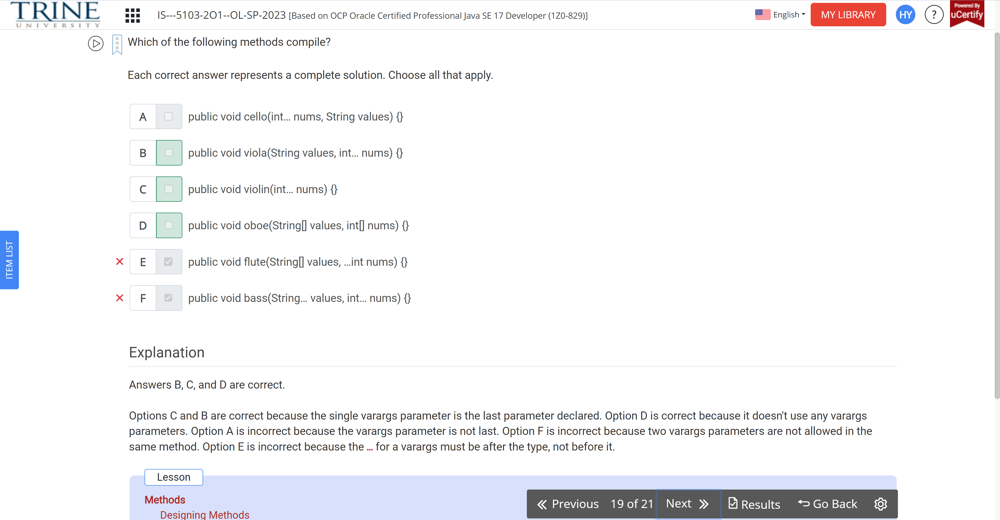 TRINE
UNIVERSITY
IS---5103-2O1--OL-SP-2023 [Based on OCP Oracle Certified Professional Java SE 17 Developer (1Z0-829)]
English
MY LIBRARY
HY
?
Powered By
uCertify
Which of the following methods compile?
Each correct answer represents a complete solution. Choose all that apply.
A public void cello(int... nums, String values) {}
B public void viola(String values, int... nums) {}
C public void violin(int... nums) {}
D public void oboe(String[] values, int[] nums) {}
E public void flute(String[] values, ...int nums) {}
F public void bass(String... values, int... nums) {}
ITEM LIST
Explanation
Answers B, C, and D are correct.
Options C and B are correct because the single varargs parameter is the last parameter declared. Option D is correct because it doesn't use any varargs
parameters. Option A is incorrect because the varargs parameter is not last. Option F is incorrect because two varargs parameters are not allowed in the
same method. Option E is incorrect because the ... for a varargs must be after the type, not before it.
Lesson
Methods
Designing Methods
Previous 19 of 21 Next Results Go Back